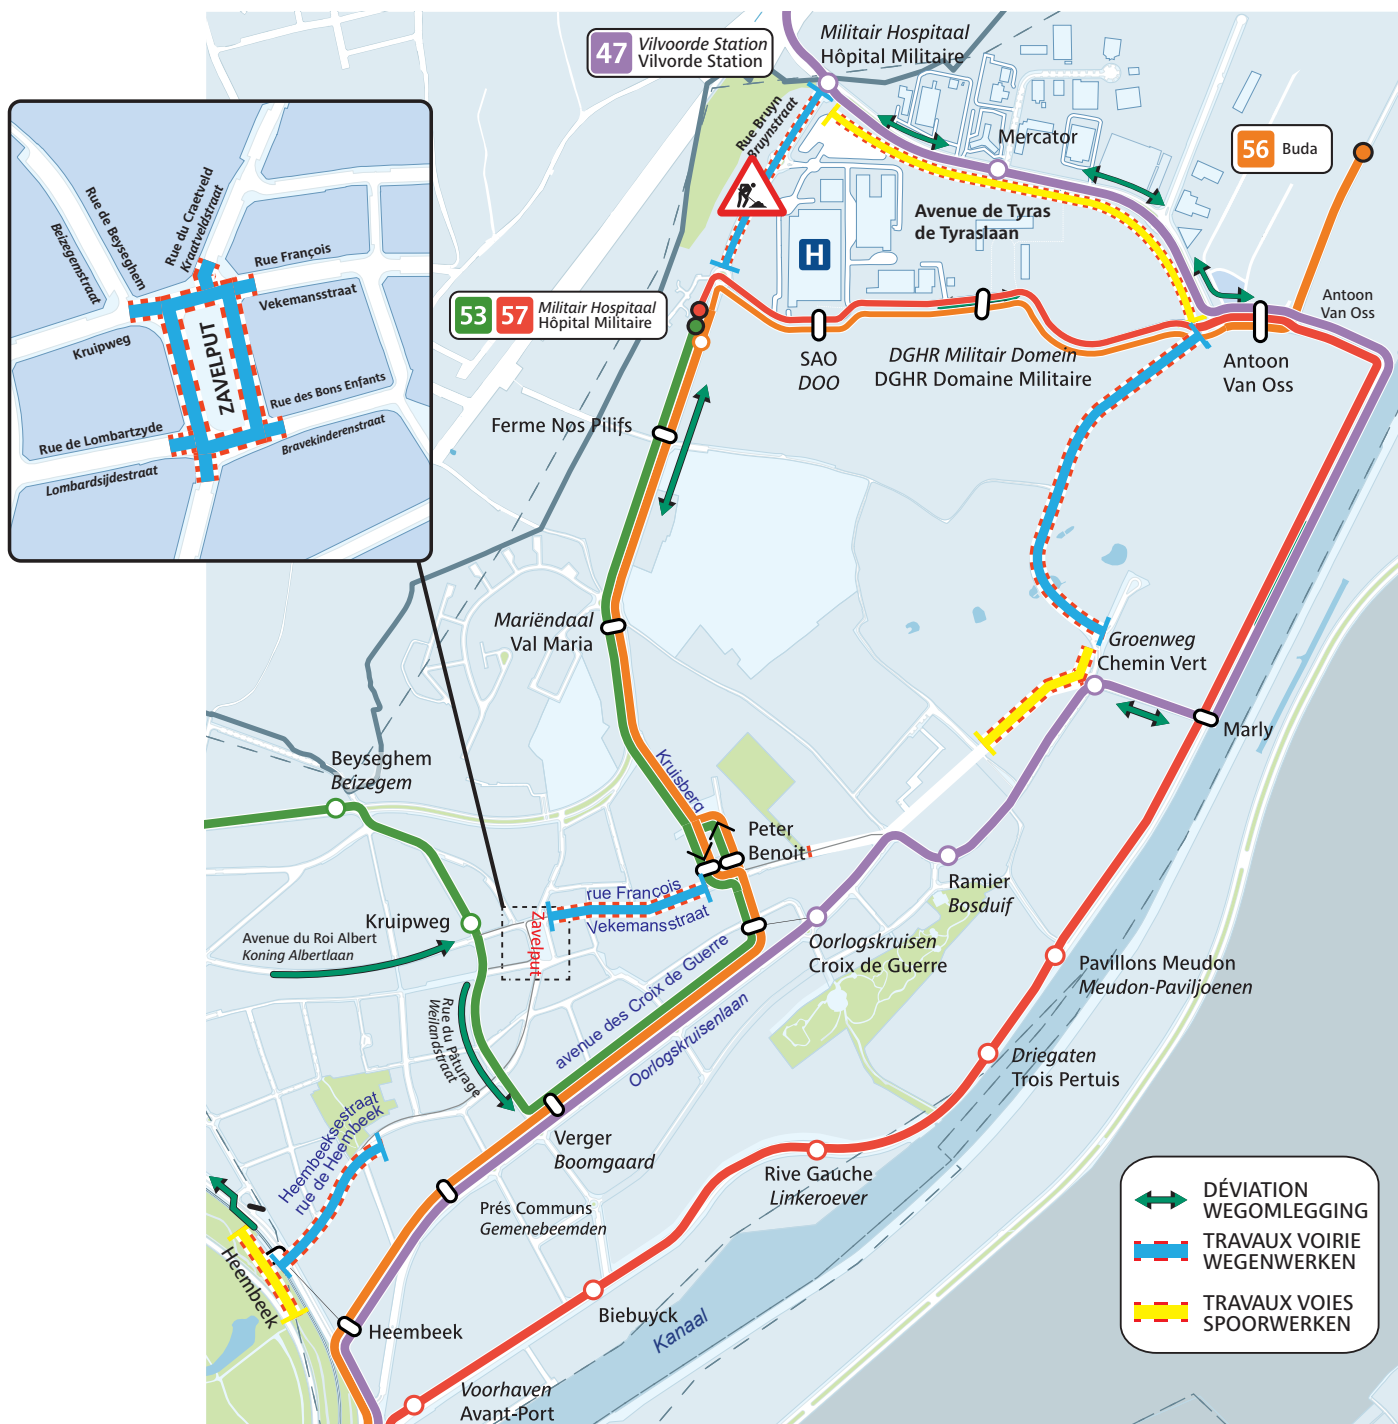 47
Vilvoorde Station
Vilvorde Station
Militair Hospitaal
Hôpital Militaire
Rue Bruyn
Bruynstraat
Mercator
56
Buda
Avenue de Tyras
de Tyraslaan
H
53
57
Militair Hospitaal
Hôpital Militaire
SAO
DOO
DGHR Militair Domein
DGHR Domaine Militaire
Antoon
Van Oss
Antoon
Van Oss
Rue de Beyseghem
Beizegemstraat
Rue du Craetveld
Kraatveldstraat
Rue François
Vekemansstraat
Kruipweg
ZAVELPUT
Rue des Bons Enfants
Bravekinderenstraat
Rue de Lombartzyde
Lombardsijdestraat
Ferme Nøs Pilifs
Mariëndaal
Val Maria
Groenweg
Chemin Vert
Marly
Beyseghem
Beizegem
Kruisberg
Peter
Benoit
Ramier
Bosduif
rue François
Vekemansstraat
Kruipweg
Zavelput
Avenue du Roi Albert
Koning Albertlaan
Oorlogskruisen
Croix de Guerre
avenue des Croix de Guerre
Oorlogskruisenlaan
Pavillons Meudon
Meudon-Paviljoenen
Rue du Pâturage
Weilandstraat
Driegaten
Trois Pertuis
Heembeeksestraat
rue de Heembeek
Verger
Boomgaard
Rive Gauche
Linkeroever
Prés Communs
Gemenebeemden
Heembeek
Heembeek
Biebuyck
Kanaal
Voorhaven
Avant-Port
DÉVIATION
WEGOMLEGGING
TRAVAUX VOIRIE
WEGENWERKEN
TRAVAUX VOIES
SPOORWERKEN